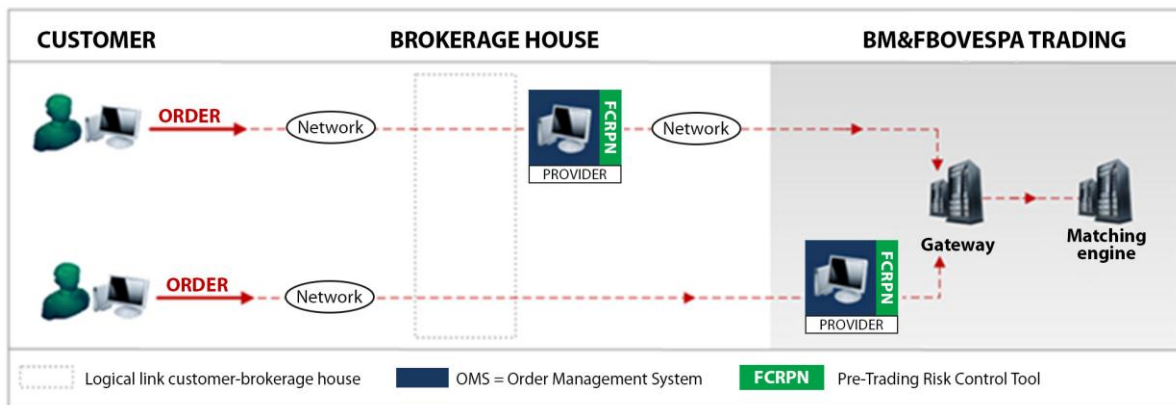 CUSTOMER
BROKERAGE HOUSE
BM&FBOVESPA TRADING
ORDER
Network
FCRPN
PROVIDER
Network
Gateway
Matching
engine
ORDER
Network
FCRPN
PROVIDER
Logical link customer-brokerage house
OMS = Order Management System
FCRPN
Pre-Trading Risk Control Tool